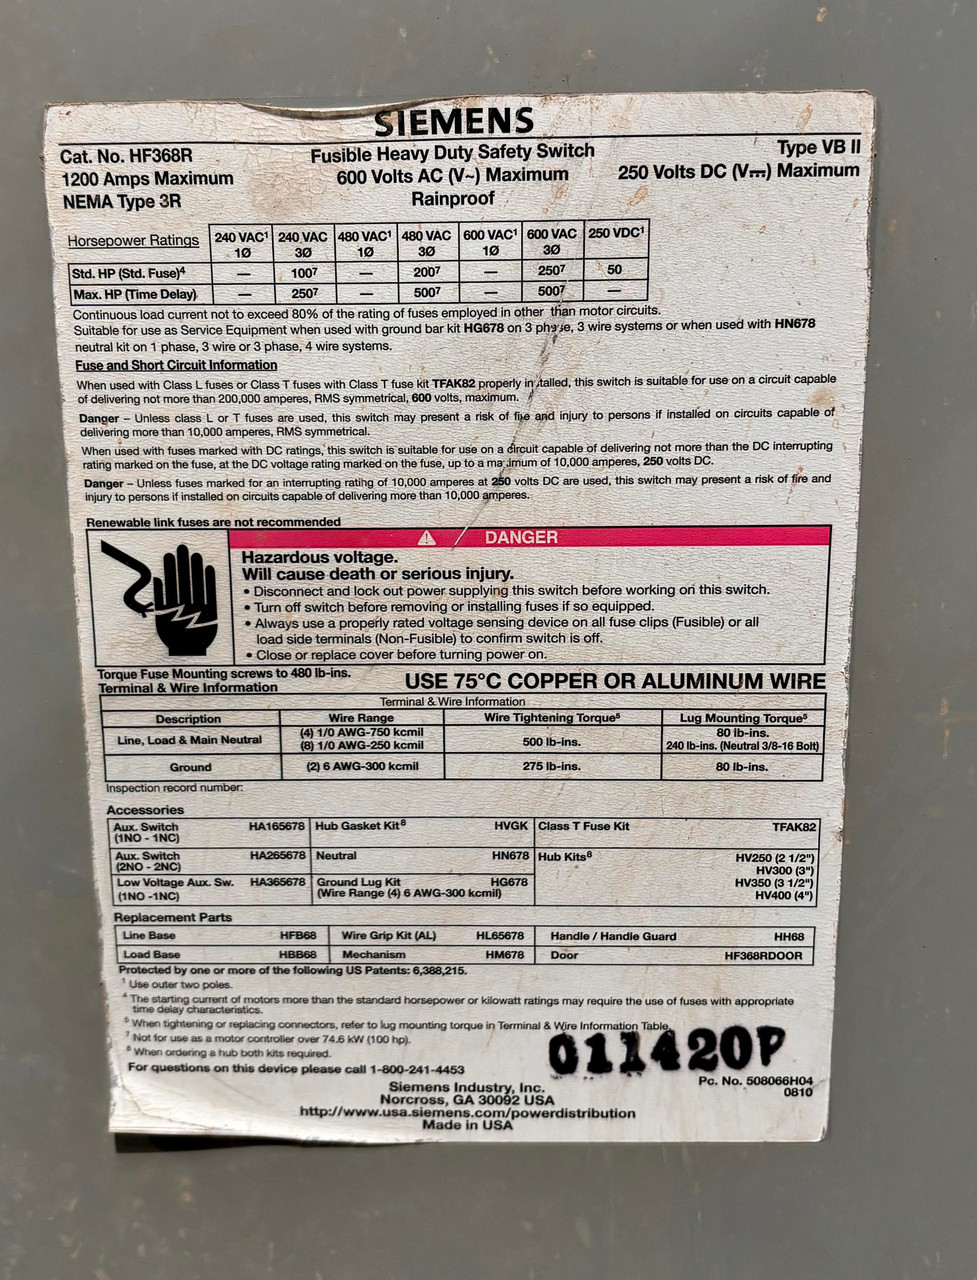 SIEMENS
Cat. No. HF368R
1200 Amps Maximum
NEMA Type 3R
Fusible Heavy Duty Safety Switch
600 Volts AC (V~) Maximum
Rainproof
Type VB II
250 Volts DC (V⎓) Maximum
Horsepower Ratings 240 VAC¹ 1Ø 240 VAC 3Ø 480 VAC¹ 1Ø 480 VAC 3Ø 600 VAC¹ 1Ø 600 VAC 3Ø 250 VDC¹
Std. HP (Std. Fuse)⁴ — 100⁷ — 200⁷ — 250⁷ 50
Max. HP (Time Delay) — 250⁷ — 500⁷ — 500⁷ —
Continuous load current not to exceed 80% of the rating of fuses employed in other than motor circuits.
Suitable for use as Service Equipment when used with ground bar kit HG678 on 3 phase, 3 wire systems or when used with HN678
neutral kit on 1 phase, 3 wire or 3 phase, 4 wire systems.
Fuse and Short Circuit Information
When used with Class L fuses or Class T fuses with Class T fuse kit TFAK82 properly installed, this switch is suitable for use on a circuit capable
of delivering not more than 200,000 amperes, RMS symmetrical, 600 volts, maximum.
Danger – Unless class L or T fuses are used, this switch may present a risk of fire and injury to persons if installed on circuits capable of
delivering more than 10,000 amperes, RMS symmetrical.
When used with fuses marked with DC ratings, this switch is suitable for use on a circuit capable of delivering not more than the DC interrupting
rating marked on the fuse, at the DC voltage rating marked on the fuse, up to a maximum of 10,000 amperes, 250 volts DC.
Danger – Unless fuses marked for an interrupting rating of 10,000 amperes at 250 volts DC are used, this switch may present a risk of fire and
injury to persons if installed on circuits capable of delivering more than 10,000 amperes.
Renewable link fuses are not recommended
DANGER
Hazardous voltage.
Will cause death or serious injury.
• Disconnect and lock out power supplying this switch before working on this switch.
• Turn off switch before removing or installing fuses if so equipped.
• Always use a properly rated voltage sensing device on all fuse clips (Fusible) or all
load side terminals (Non-Fusible) to confirm switch is off.
• Close or replace cover before turning power on.
Torque Fuse Mounting screws to 480 lb-ins.
Terminal & Wire Information
USE 75°C COPPER OR ALUMINUM WIRE
Terminal & Wire Information
Description Wire Range Wire Tightening Torque⁵ Lug Mounting Torque⁵
Line, Load & Main Neutral (4) 1/0 AWG-750 kcmil (8) 1/0 AWG-250 kcmil 500 lb-ins. 80 lb-ins. 240 lb-ins. (Neutral 3/8-16 Bolt)
Ground (2) 6 AWG-300 kcmil 275 lb-ins. 80 lb-ins.
Inspection record number:
Accessories
Aux. Switch (1NO - 1NC) HA165678 Hub Gasket Kit⁸ HVGK Class T Fuse Kit TFAK82
Aux. Switch (2NO - 2NC) HA265678 Neutral HN678 Hub Kits⁸ HV250 (2 1/2")
HV300 (3")
Low Voltage Aux. Sw. (1NO -1NC) HA365678 Ground Lug Kit HG678 (Wire Range (4) 6 AWG-300 kcmil) HV350 (3 1/2")
HV400 (4")
Replacement Parts
Line Base HFB68 Wire Grip Kit (AL) HL65678 Handle / Handle Guard HH68
Load Base HBB68 Mechanism HM678 Door HF368RDOOR
Protected by one or more of the following US Patents: 6,388,215.
¹ Use outer two poles.
⁴ The starting current of motors more than the standard horsepower or kilowatt ratings may require the use of fuses with appropriate
time delay characteristics.
⁵ When tightening or replacing connectors, refer to lug mounting torque in Terminal & Wire Information Table.
⁷ Not for use as a motor controller over 74.6 kW (100 hp).
⁸ When ordering a hub both kits required.
For questions on this device please call 1-800-241-4453
011420P
Siemens Industry, Inc.
Norcross, GA 30092 USA
http://www.usa.siemens.com/powerdistribution
Made in USA
Pc. No. 508066H04
0810